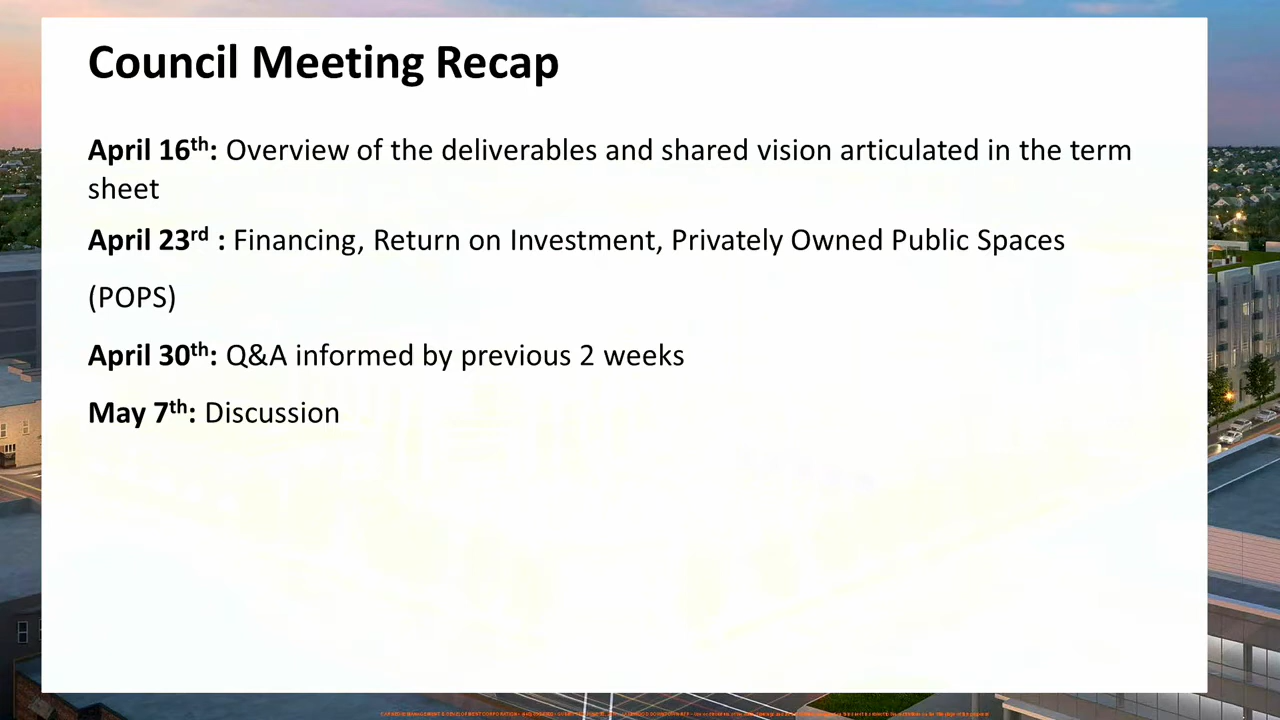 Council Meeting Recap
April 16th: Overview of the deliverables and shared vision articulated in the term
sheet
April 23rd : Financing, Return on Investment, Privately Owned Public Spaces
(POPS)
April 30th: Q&A informed by previous 2 weeks
May 7th: Discussion